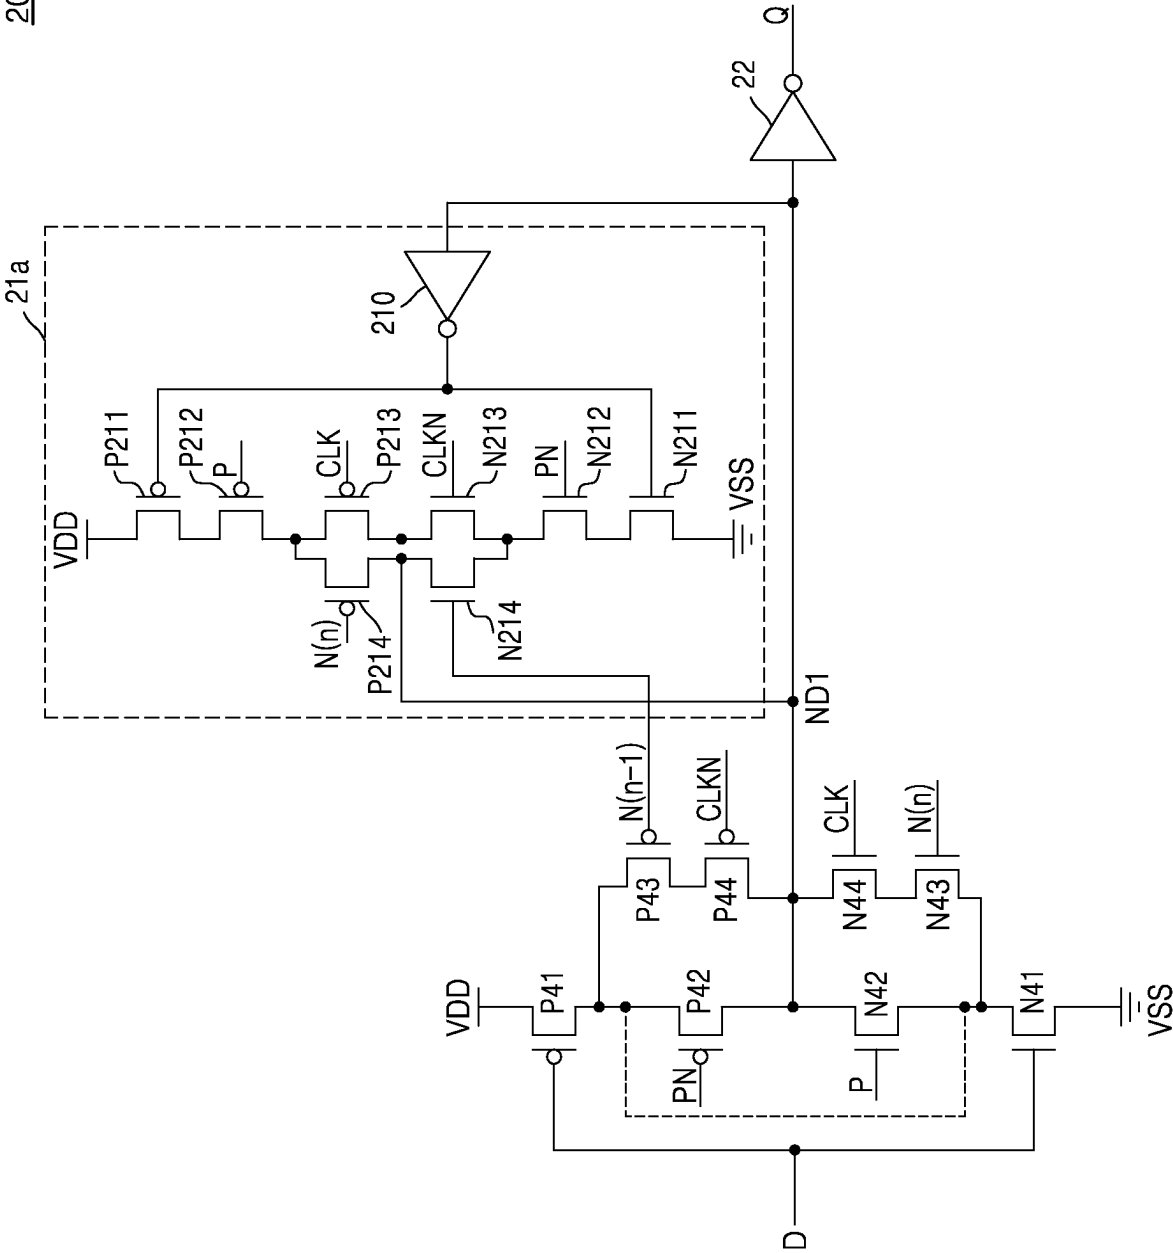 21a
VDD
P211
P212
P
CLK
P213
CLKN
N213
PN
N212
N211
VSS
N(n)
P214
N214
210
22
Q
ND1
N(n-1)
CLKN
P43
P44
CLK
N(n)
N44
N43
VDD
P41
P42
N42
N41
PN
P
VSS
D